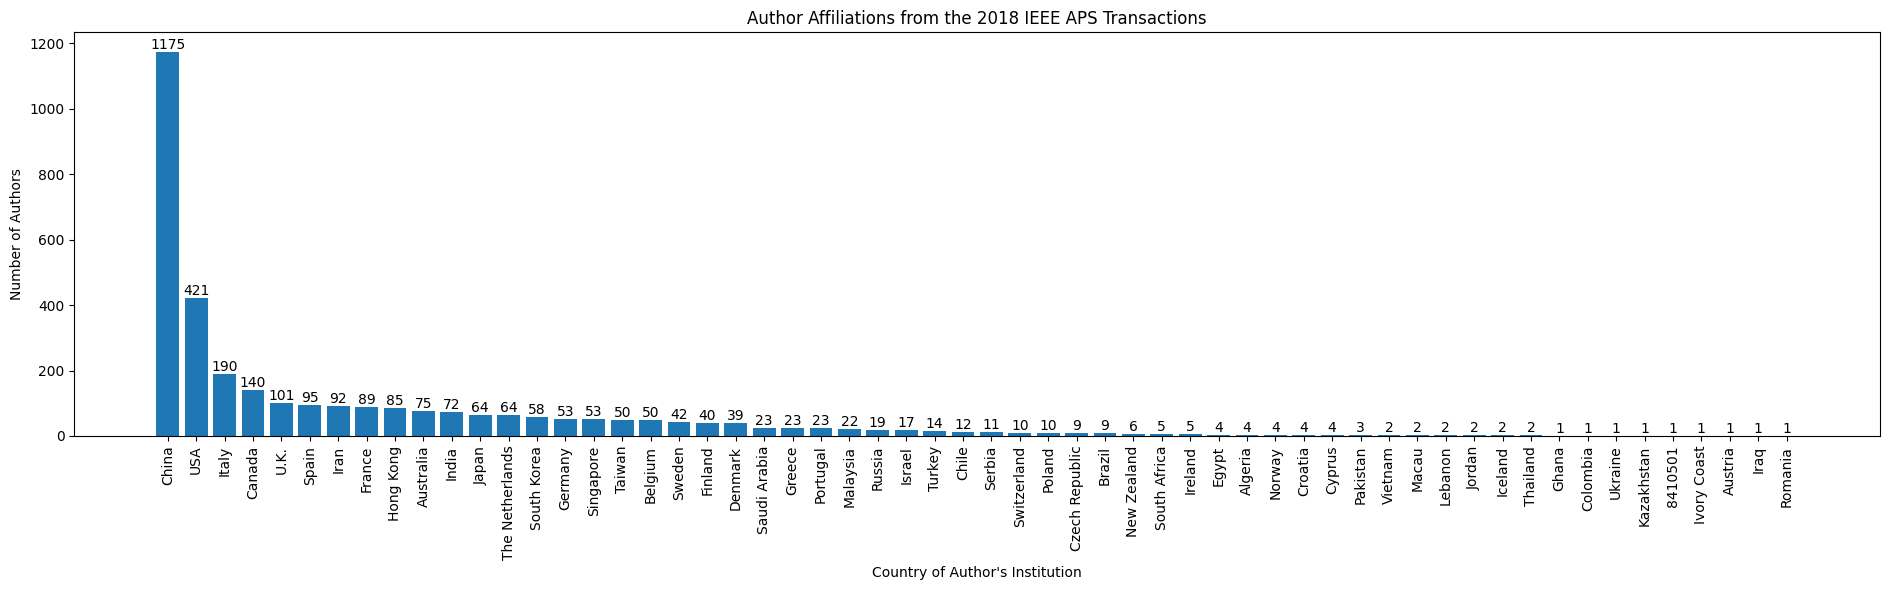 Author Affiliations from the 2018 IEEE APS Transactions
Number of Authors
1200
1000
800
600
400
200
0
1175
421
190
140
101
95
92
89
85
75
72
64
64
58
53
53
50
50
42
40
39
23
23
23
22
19
17
14
12
11
10
10
9
9
6
5
5
4
4
4
4
4
3
2
2
2
2
2
2
1
1
1
1
1
1
1
1
1
China
USA
Italy
Canada
U.K.
Spain
Iran
France
Hong Kong
Australia
India
Japan
The Netherlands
South Korea
Germany
Singapore
Taiwan
Belgium
Sweden
Finland
Denmark
Saudi Arabia
Greece
Portugal
Malaysia
Russia
Israel
Turkey
Chile
Serbia
Switzerland
Poland
Czech Republic
Brazil
New Zealand
South Africa
Ireland
Egypt
Algeria
Norway
Croatia
Cyprus
Pakistan
Vietnam
Macau
Lebanon
Jordan
Iceland
Thailand
Ghana
Colombia
Ukraine
Kazakhstan
8410501
Ivory Coast
Austria
Iraq
Romania
Country of Author's Institution